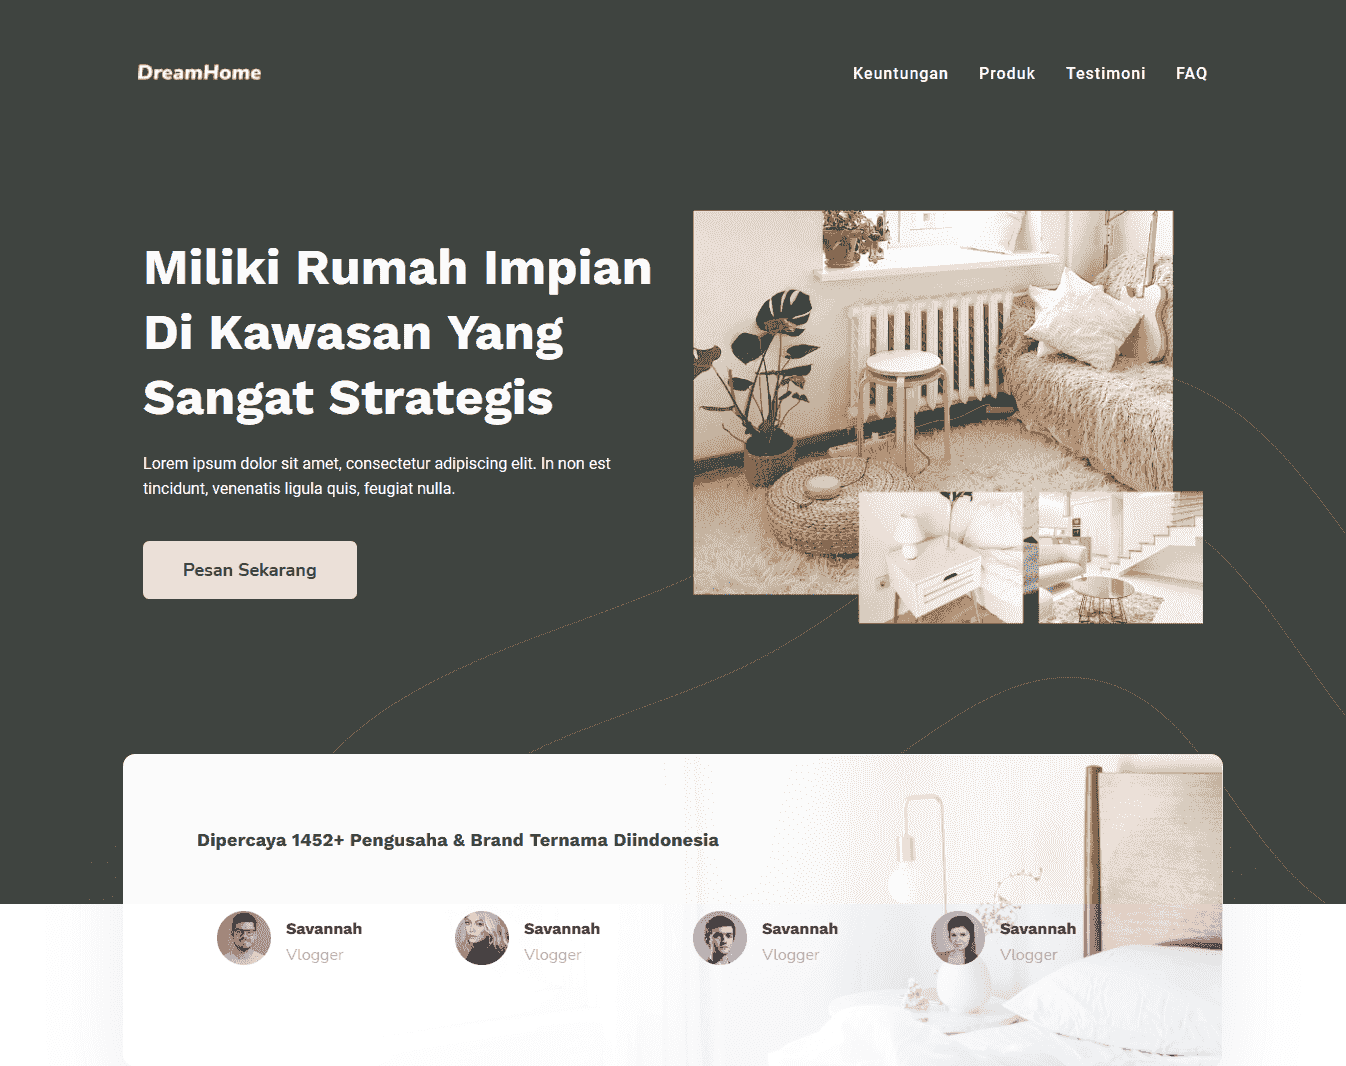 DreamHome
Keuntungan Produk Testimoni FAQ
Miliki Rumah Impian
Di Kawasan Yang
Sangat Strategis
Lorem ipsum dolor sit amet, consectetur adipiscing elit. In non est
tincidunt, venenatis ligula quis, feugiat nulla.
Pesan Sekarang
Dipercaya 1452+ Pengusaha & Brand Ternama Diindonesia
Savannah
Vlogger
Savannah
Vlogger
Savannah
Vlogger
Savannah
Vlogger